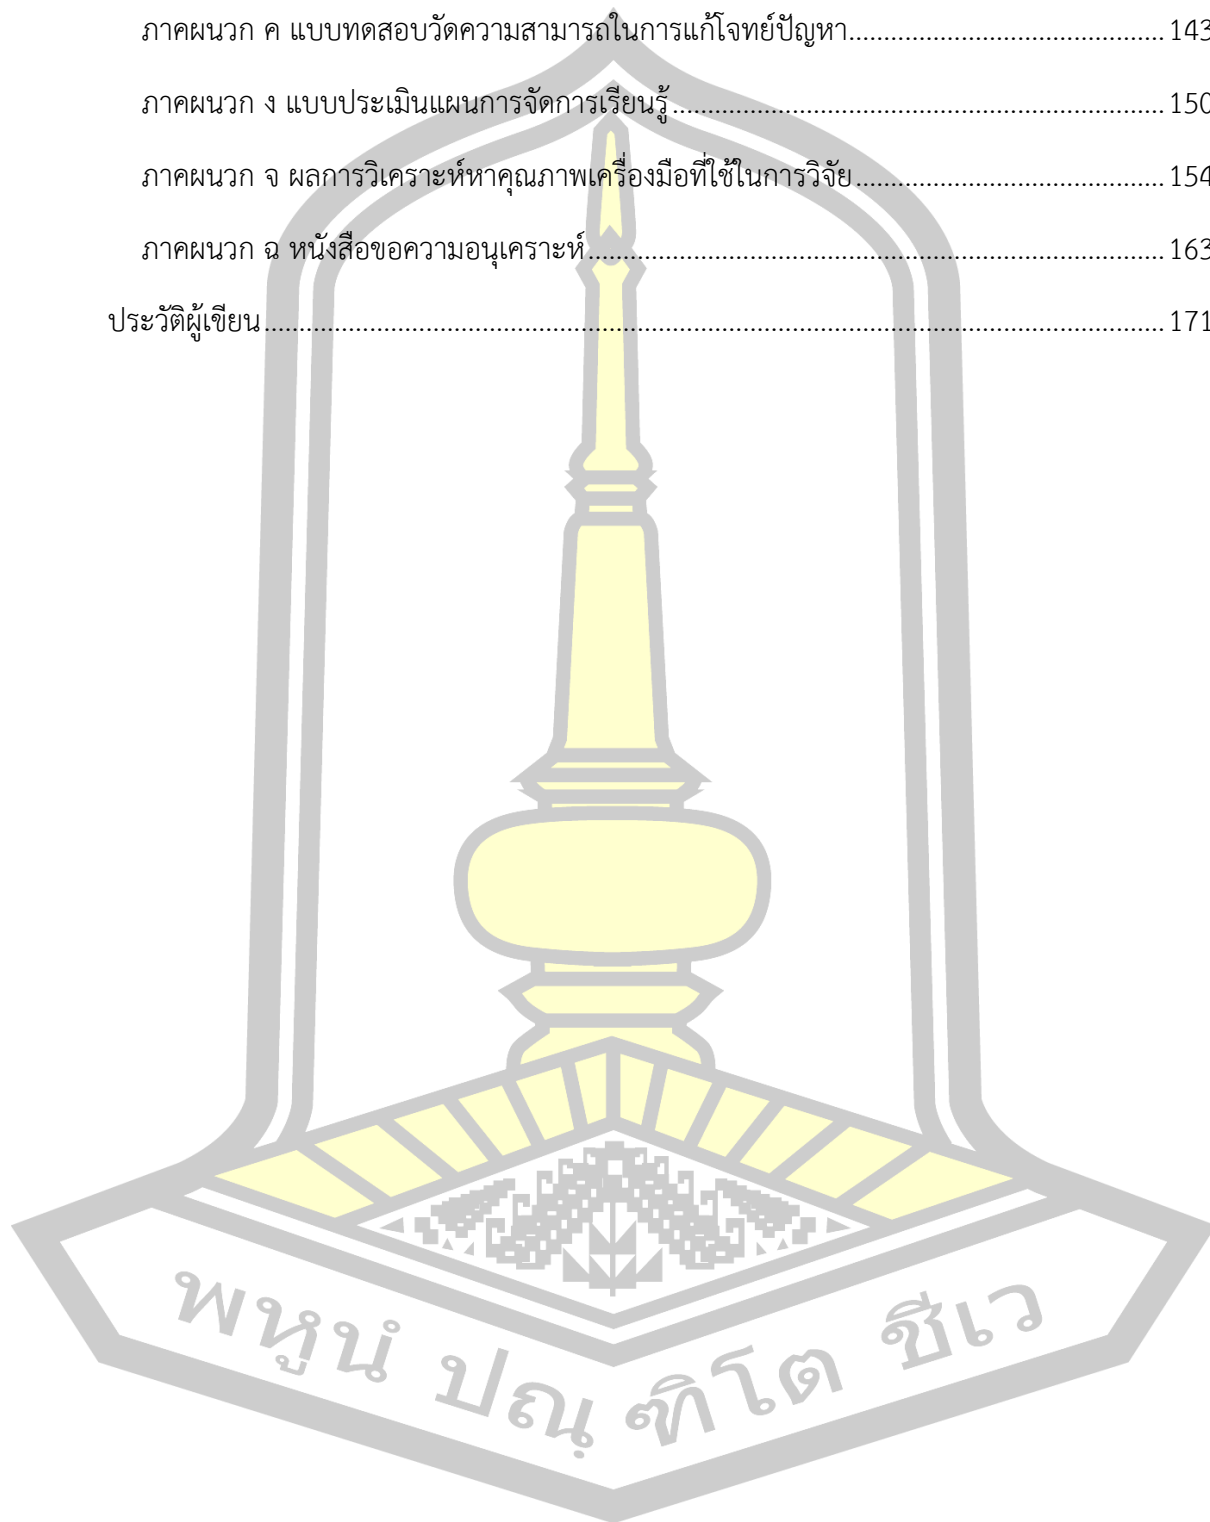 ภาคผนวก ค แบบทดสอบวัดความสามารถในการแก้โจทย์ปัญหา............................................. 143
ภาคผนวก ง แบบประเมินแผนการจัดการเรียนรู้...................................................................... 150
ภาคผนวก จ ผลการวิเคราะห์หาคุณภาพเครื่องมือที่ใช้ในการวิจัย............................................ 154
ภาคผนวก ฉ หนังสือขอความอนุเคราะห์.................................................................................. 163
ประวัติผู้เขียน................................................................................................................................ 171
พหูนํ ปณฺฑิโต ชีเว